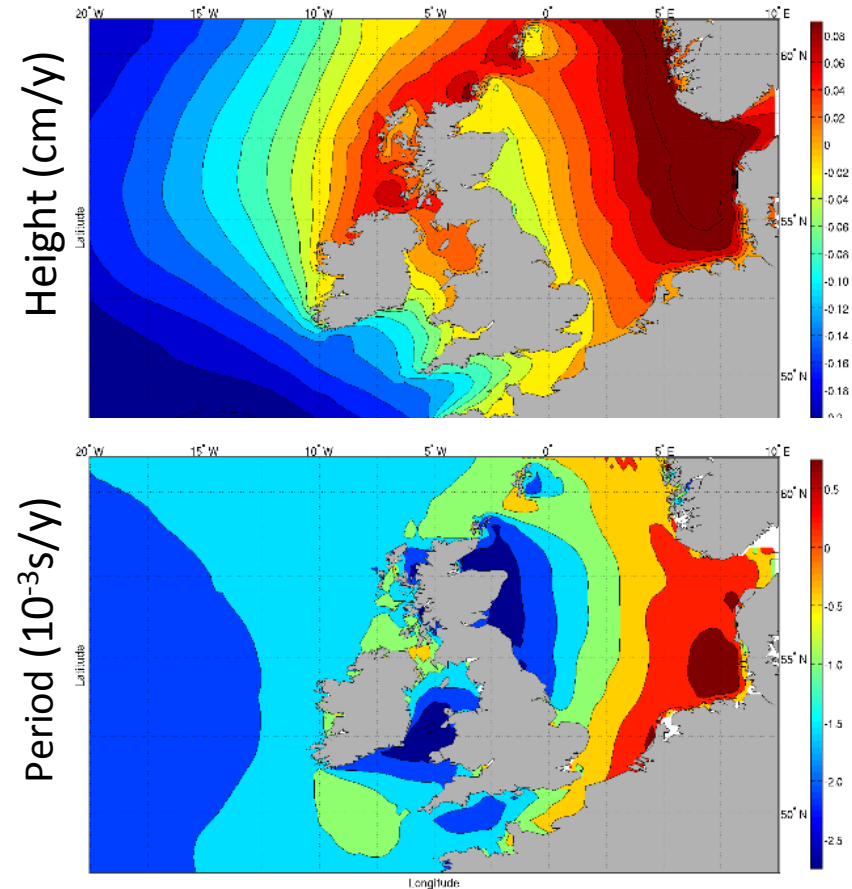 Height (cm/y)
20° W
10° W
5° W
0°
5° E
10° E
60° N
55° N
50° N
Latitude
0.08
0.06
0.04
0.02
0
-0.02
-0.04
-0.06
-0.08
-0.10
-0.12
-0.14
-0.16
-0.18
Period (10-3s/y)
20° W
10° W
5° W
0°
5° E
10° E
60° N
55° N
50° N
Latitude
Longitude
0.5
0
-0.5
-1.0
-1.5
-2.0
-2.5